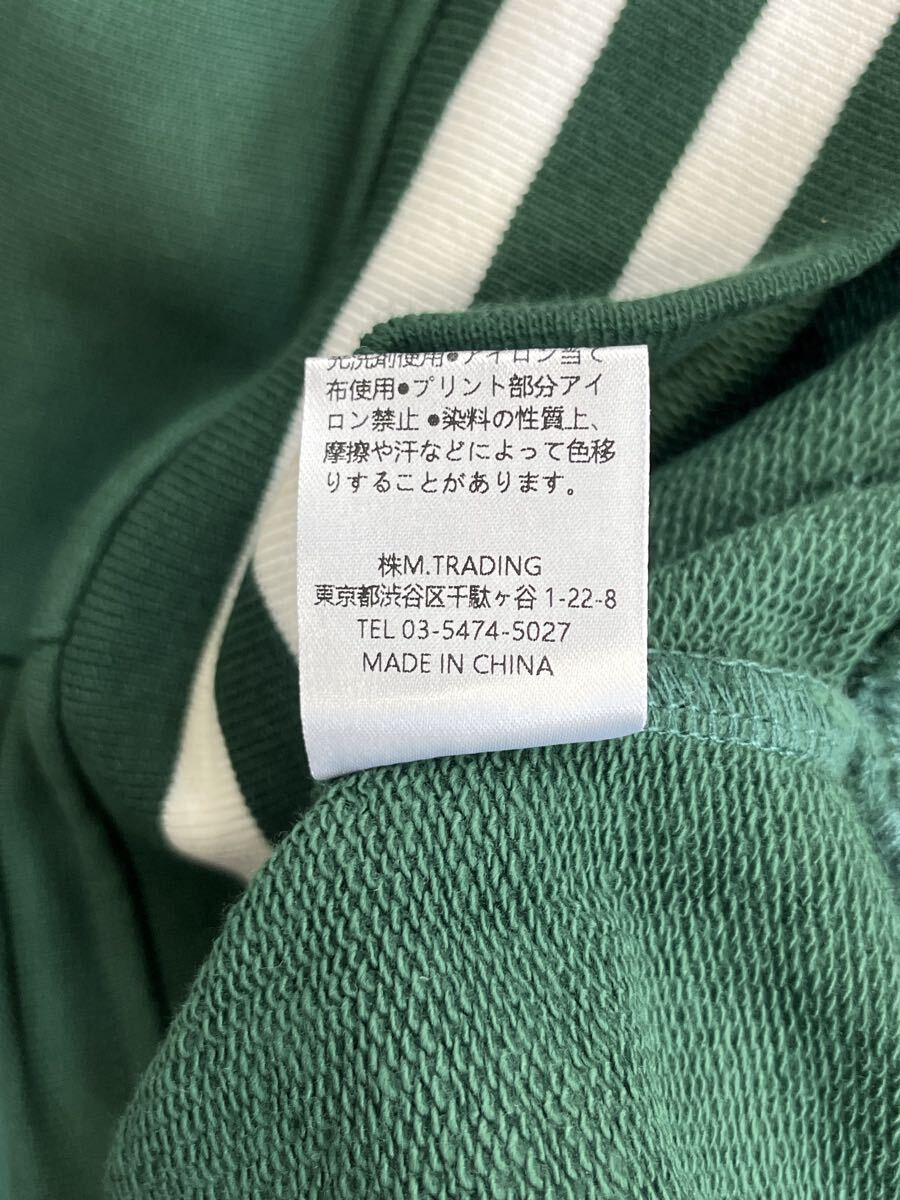 洗剤使用●アイロン当て
布使用●プリント部分アイ
ロン禁止 ●染料の性質上、
摩擦や汗などによって色移
りすることがあります。
株M.TRADING
東京都渋谷区千駄ヶ谷 1-22-8
TEL 03-5474-5027
MADE IN CHINA